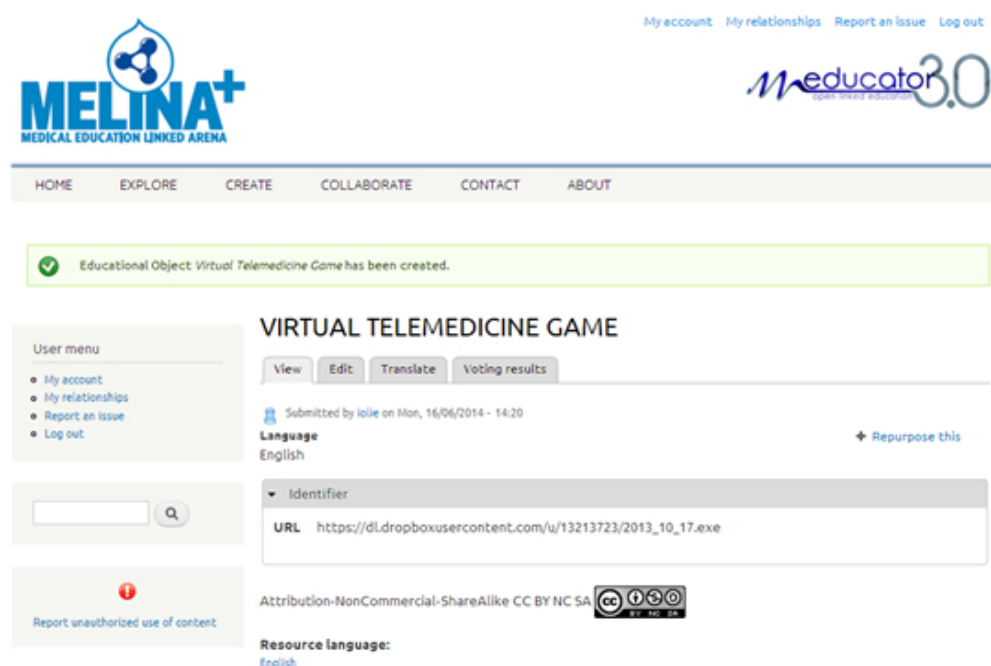 My account My relationships Report an issue Log out
MELINA+
MEDICAL EDUCATION LINKED ARENA
meducator3.0
open linked education
HOME EXPLORE CREATE COLLABORATE CONTACT ABOUT
Educational Object Virtual Telemedicine Game has been created.
VIRTUAL TELEMEDICINE GAME
View Edit Translate Voting results
User menu
My account
My relationships
Report an issue
Log out
Submitted by iolie on Mon, 16/06/2014 - 14:20
Language
English
Repurpose this
Identifier
URL https://dl.dropboxusercontent.com/u/13213723/2013_10_17.exe
Attribution-NonCommercial-ShareAlike CC BY NC SA cc BY NC SA
Report unauthorized use of content
Resource language:
English